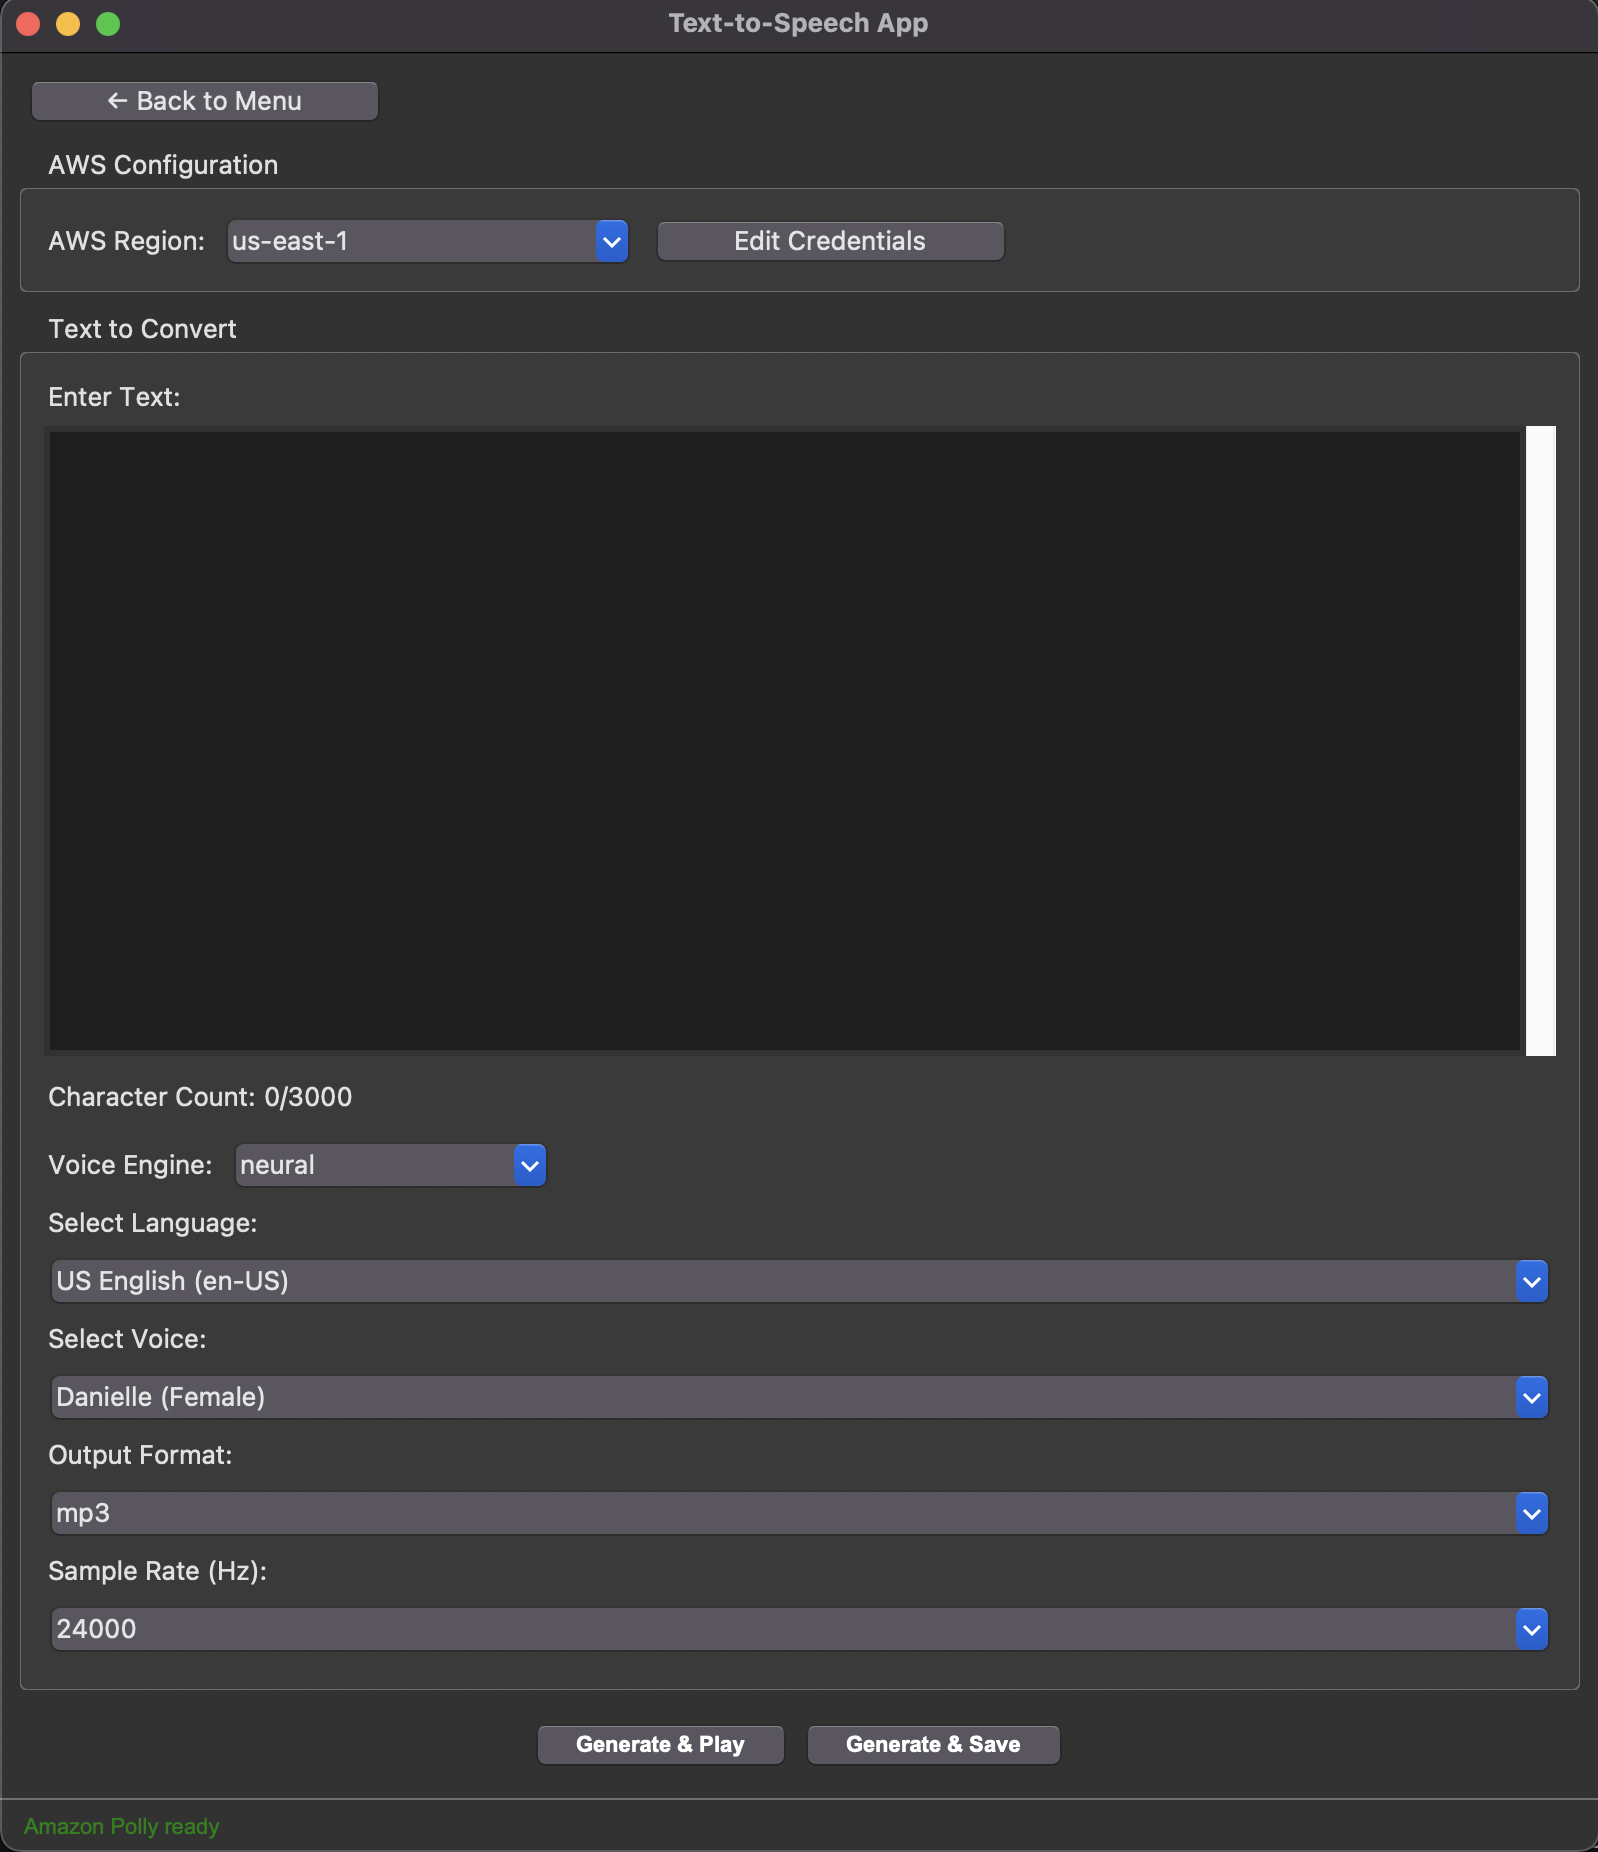 Text-to-Speech App
← Back to Menu
AWS Configuration
AWS Region: us-east-1 Edit Credentials
Text to Convert
Enter Text:
Character Count: 0/3000
Voice Engine: neural
Select Language:
US English (en-US)
Select Voice:
Danielle (Female)
Output Format:
mp3
Sample Rate (Hz):
24000
Generate & Play Generate & Save
Amazon Polly ready